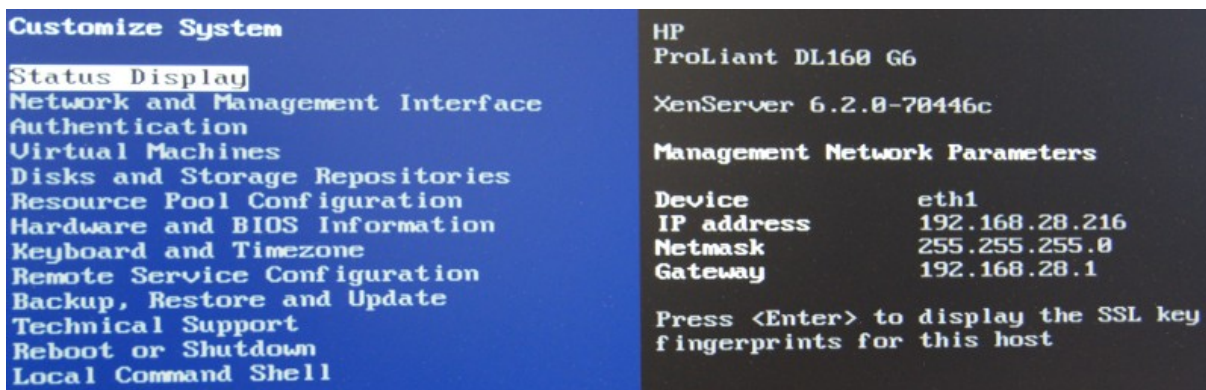 Customize System
Status Display
Network and Management Interface
Authentication
Virtual Machines
Disks and Storage Repositories
Resource Pool Configuration
Hardware and BIOS Information
Keyboard and Timezone
Remote Service Configuration
Backup, Restore and Update
Technical Support
Reboot or Shutdown
Local Command Shell
HP
ProLiant DL160 G6
XenServer 6.2.0-70446c
Management Network Parameters
Device eth1
IP address 192.168.28.216
Netmask 255.255.255.0
Gateway 192.168.28.1
Press <Enter> to display the SSL key
fingerprints for this host